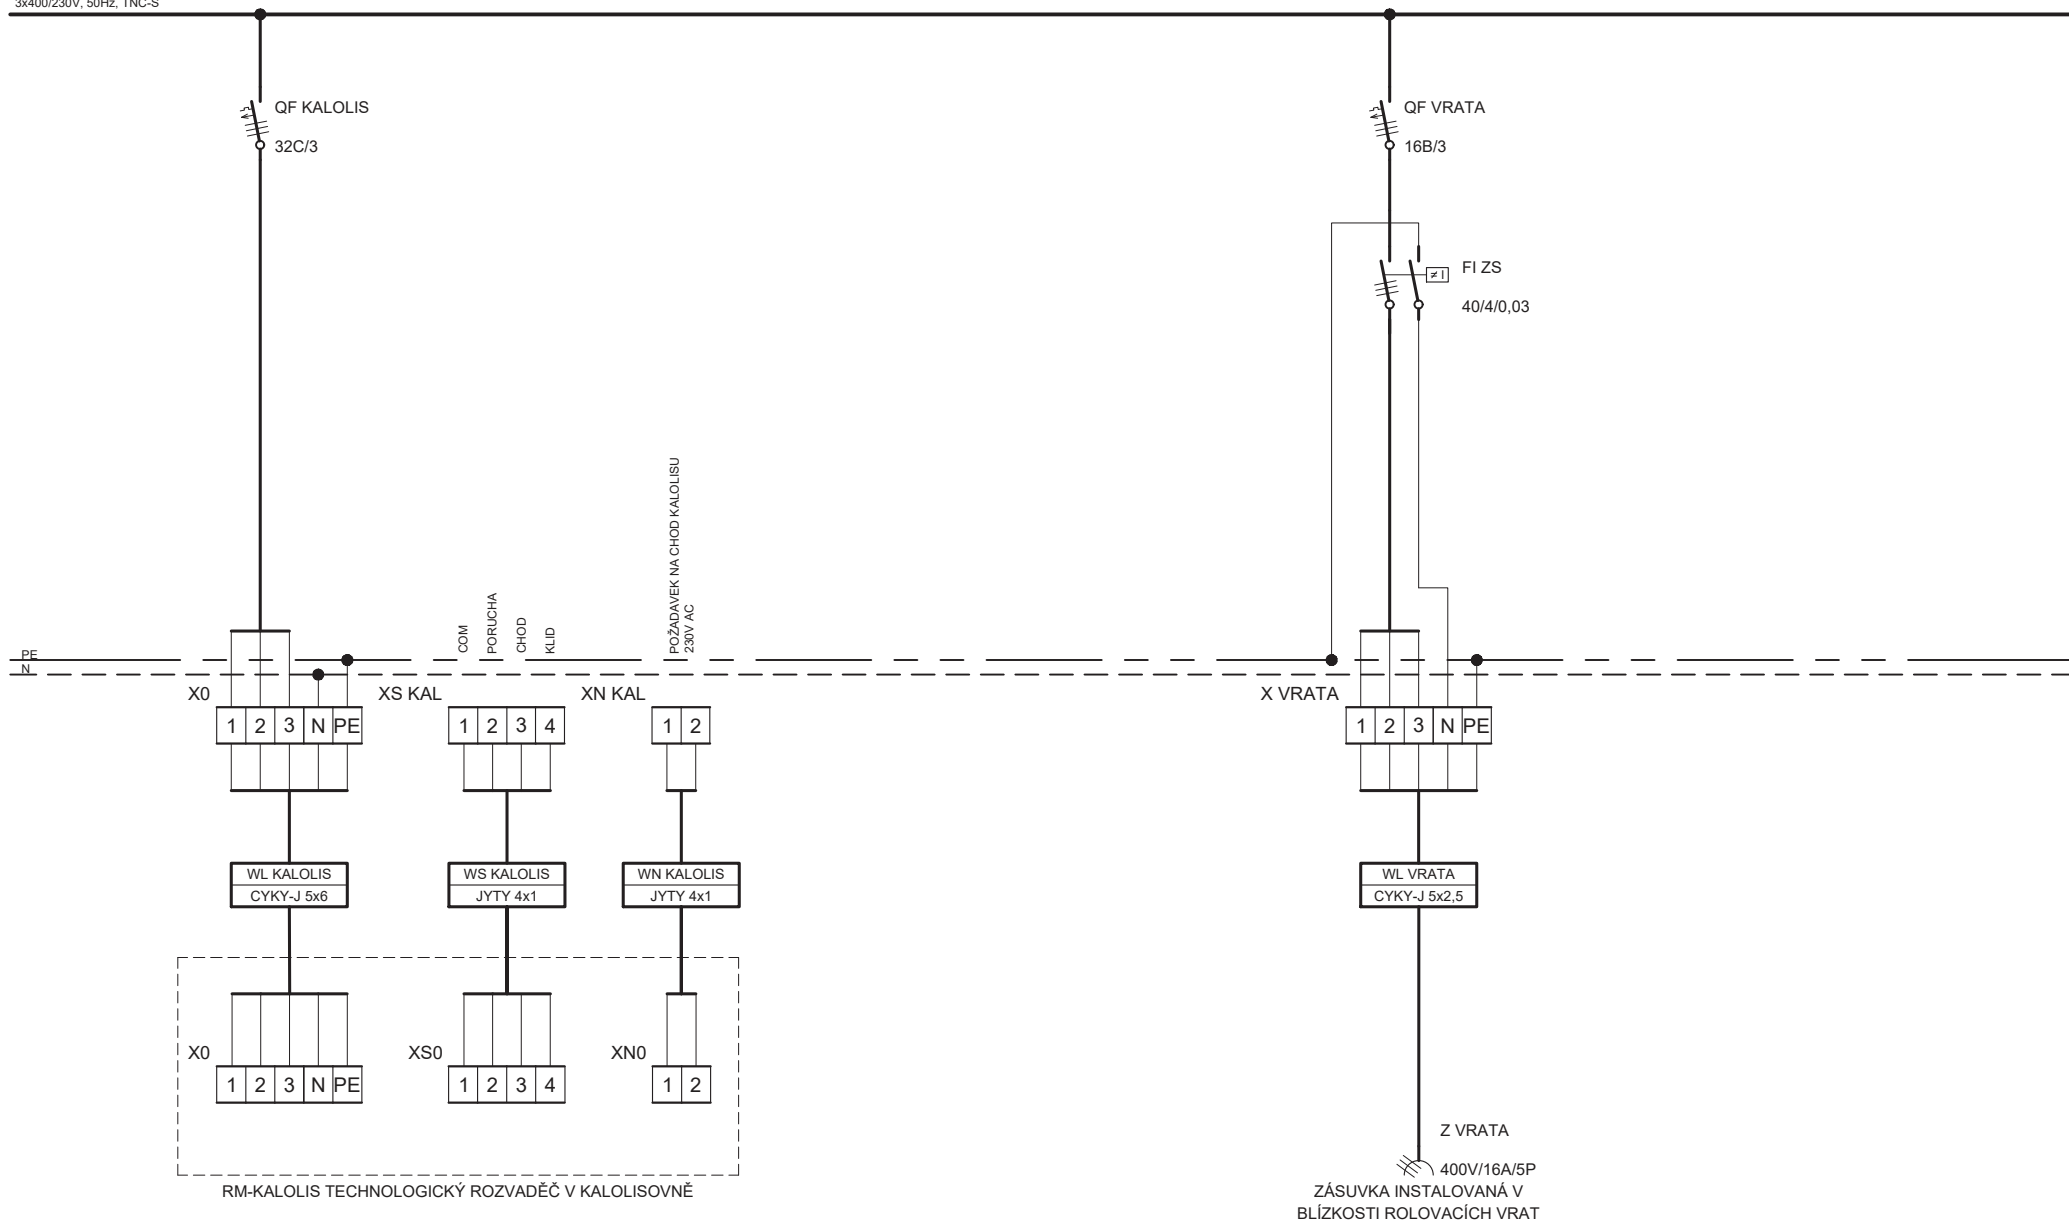 3x400/230V, 50Hz, TNC-S
QF KALOLIS
32C/3
QF VRATA
16B/3
FI ZS
40/4/0,03
COM
PORUCHA
CHOD
KLID
POŽADAVEK NA CHOD KALOLISU
230V AC
PE
N
X0
1 2 3 N PE
XS KAL
1 2 3 4
XN KAL
1 2
X VRATA
1 2 3 N PE
WL KALOLIS
CYKY-J 5x6
WS KALOLIS
JYTY 4x1
WN KALOLIS
JYTY 4x1
WL VRATA
CYKY-J 5x2,5
X0
1 2 3 N PE
XS0
1 2 3 4
XN0
1 2
RM-KALOLIS TECHNOLOGICKÝ ROZVADĚČ V KALOLISOVNĚ
Z VRATA
400V/16A/5P
ZÁSUVKA INSTALOVANÁ V
BLÍZKOSTI ROLOVACÍCH VRAT